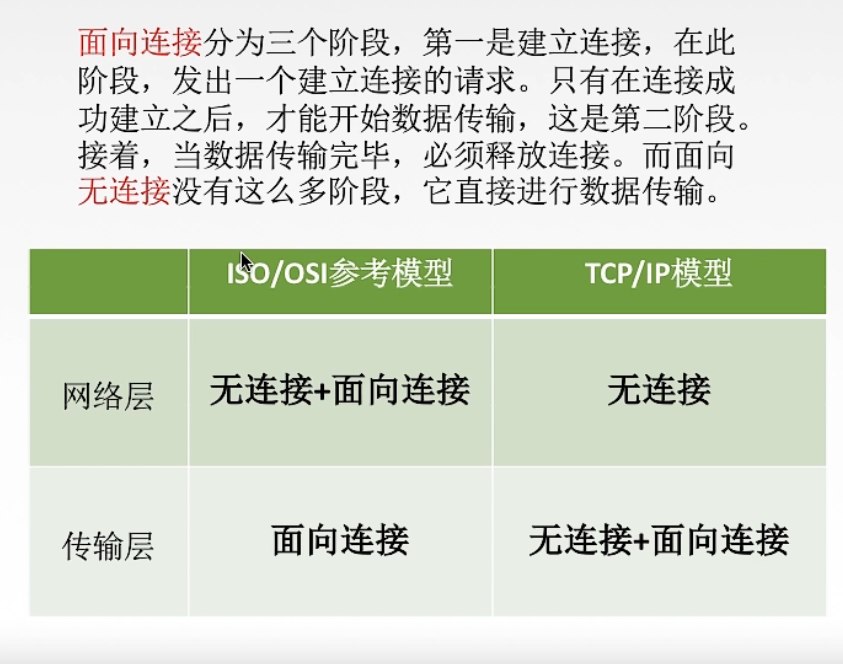 面向连接分为三个阶段，第一是建立连接，在此
阶段，发出一个建立连接的请求。只有在连接成
功建立之后，才能开始数据传输，这是第二阶段。
接着，当数据传输完毕，必须释放连接。而面向
无连接没有这么多阶段，它直接进行数据传输。
ISO/OSI参考模型 TCP/IP模型
网络层 无连接+面向连接 无连接
传输层 面向连接 无连接+面向连接